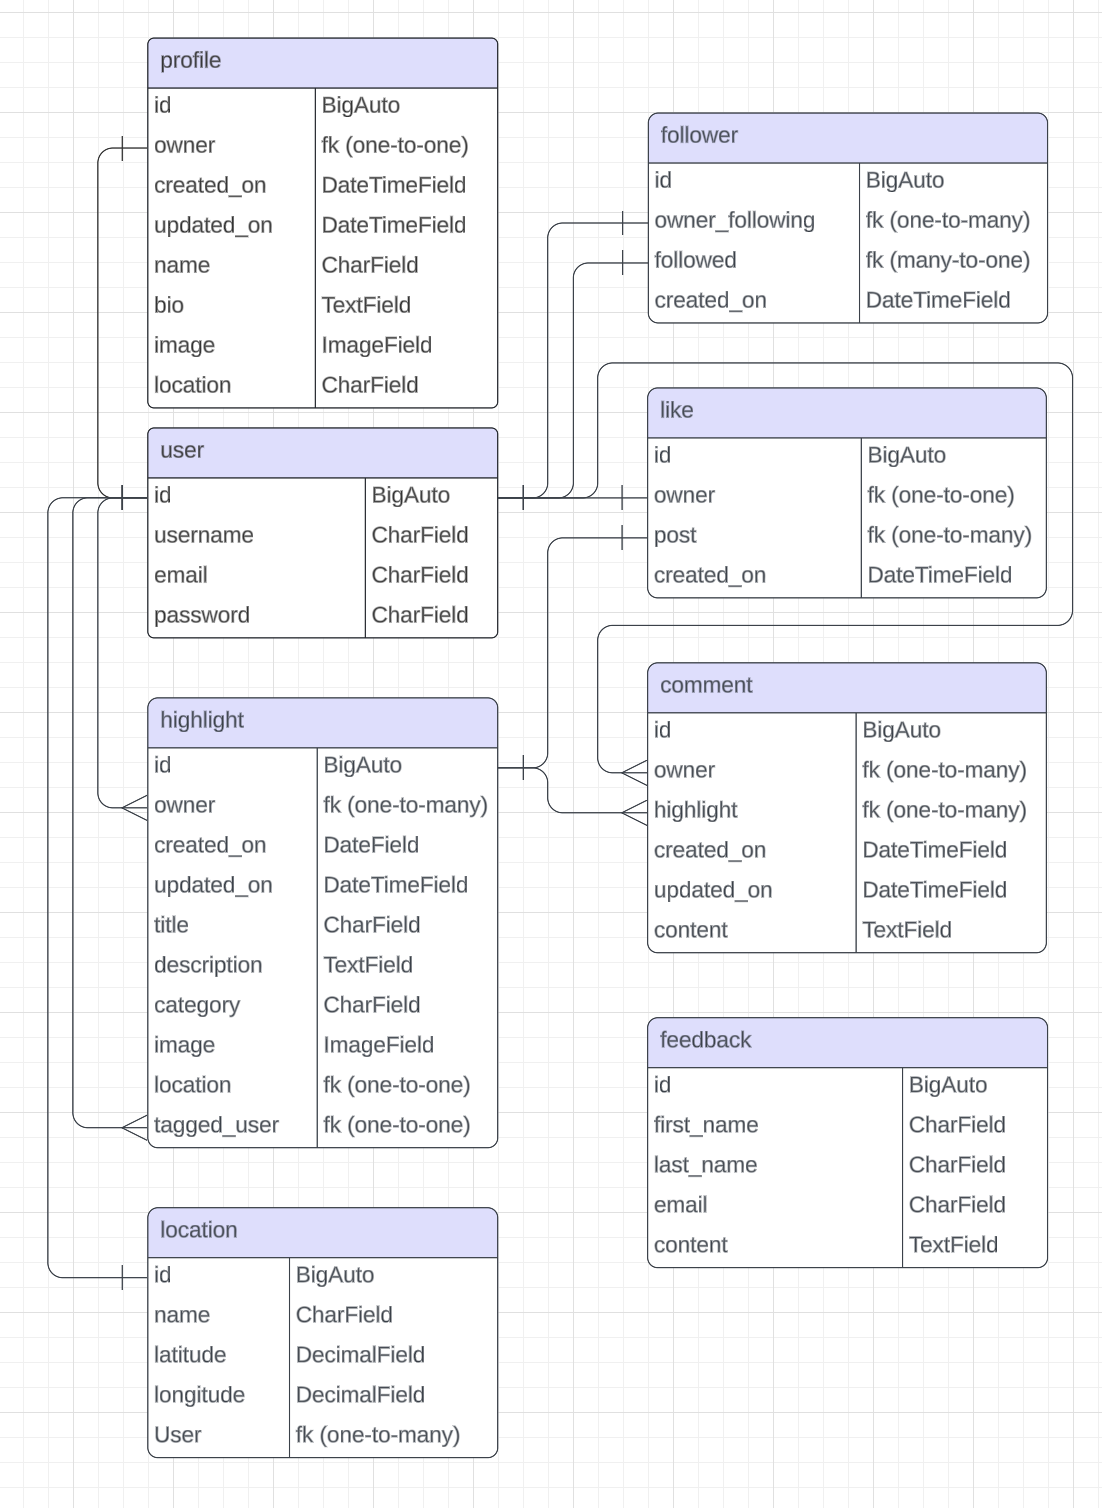 profile
id BigAuto
owner fk (one-to-one)
created_on DateTimeField
updated_on DateTimeField
name CharField
bio TextField
image ImageField
location CharField
user
id BigAuto
username CharField
email CharField
password CharField
highlight
id BigAuto
owner fk (one-to-many)
created_on DateField
updated_on DateTimeField
title CharField
description TextField
category CharField
image ImageField
location fk (one-to-one)
tagged_user fk (one-to-one)
location
id BigAuto
name CharField
latitude DecimalField
longitude DecimalField
User fk (one-to-many)
follower
id BigAuto
owner_following fk (one-to-many)
followed fk (many-to-one)
created_on DateTimeField
like
id BigAuto
owner fk (one-to-one)
post fk (one-to-many)
created_on DateTimeField
comment
id BigAuto
owner fk (one-to-many)
highlight fk (one-to-many)
created_on DateTimeField
updated_on DateTimeField
content TextField
feedback
id BigAuto
first_name CharField
last_name CharField
email CharField
content TextField